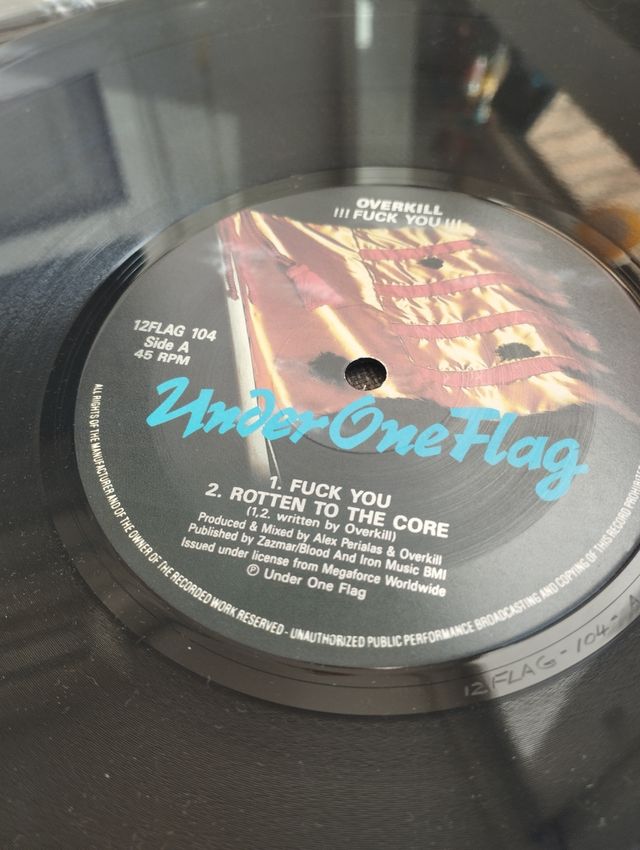 OVERKILL
!!! FUCK YOU !!!
12FLAG 104
Side A
45 RPM
Under One Flag
1. FUCK YOU
2. ROTTEN TO THE CORE
(1,2. written by Overkill)
Produced & Mixed by Alex Perialas & Overkill
Published by Zazmar/Blood And Iron Music BMI
Issued under license from Megaforce Worldwide
℗ Under One Flag
ALL RIGHTS OF THE MANUFACTURER AND OF THE OWNER OF THE RECORDED WORK RESERVED - UNAUTHORIZED PUBLIC PERFORMANCE BROADCASTING AND COPYING OF THIS RECORD
12 FLAG - 104 - A